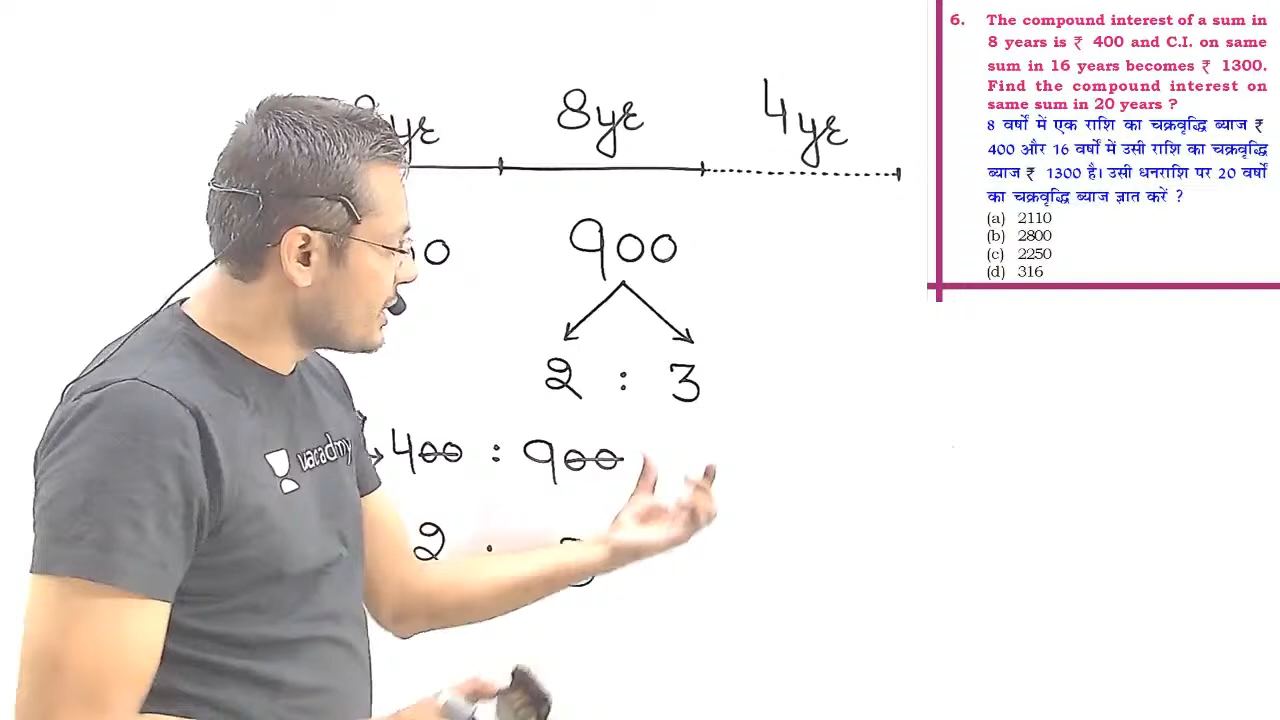 8yr 4yr
900
2 : 3
400 : 900
2 :
vacadmy
6. The compound interest of a sum in
8 years is ₹ 400 and C.I. on same
sum in 16 years becomes ₹ 1300.
Find the compound interest on
same sum in 20 years ?
8 वर्षों में एक राशि का चक्रवृद्धि ब्याज ₹
400 और 16 वर्षों में उसी राशि का चक्रवृद्धि
ब्याज ₹ 1300 है। उसी धनराशि पर 20 वर्षों
का चक्रवृद्धि ब्याज ज्ञात करें ?
(a) 2110
(b) 2800
(c) 2250
(d) 316